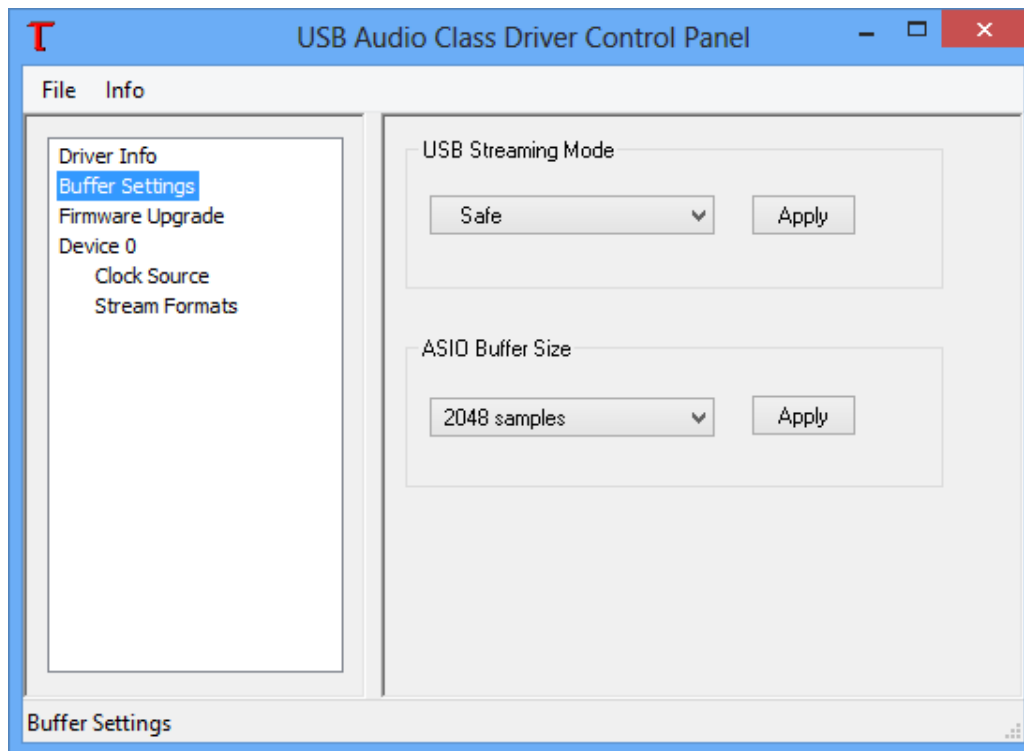 T
USB Audio Class Driver Control Panel
File Info
Driver Info
Buffer Settings
Firmware Upgrade
Device 0
Clock Source
Stream Formats
USB Streaming Mode
Safe Apply
ASIO Buffer Size
2048 samples Apply
Buffer Settings